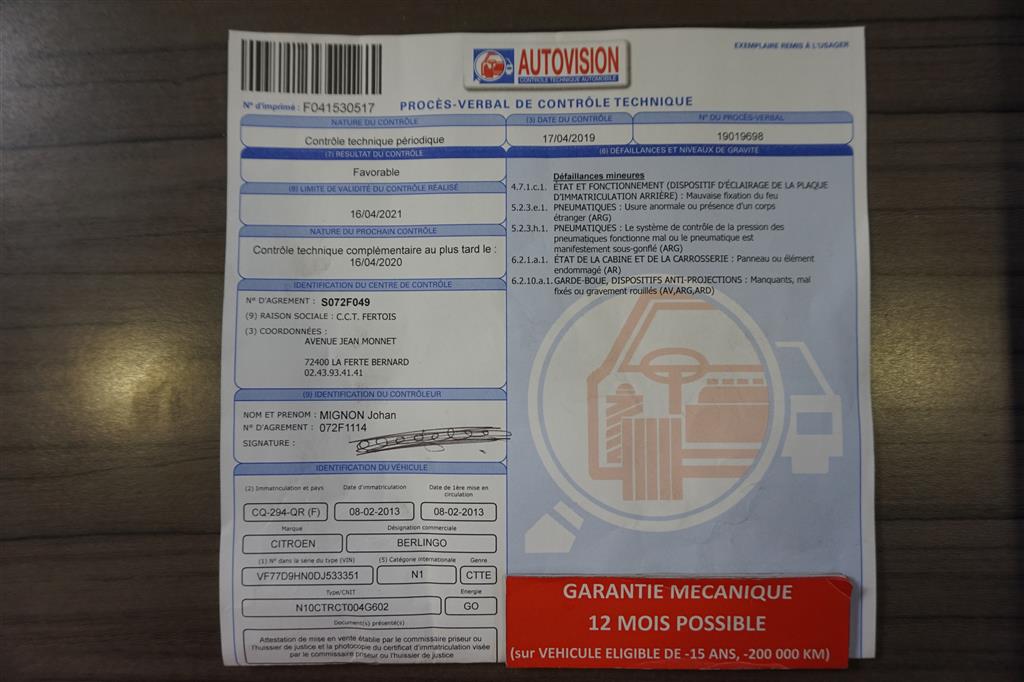 EXEMPLAIRE REMIS À L'USAGER
AUTOVISION
CONTROLE TECHNIQUE AUTOMOBILE
N° d'imprimé : F041530517
PROCÈS-VERBAL DE CONTRÔLE TECHNIQUE
NATURE DU CONTRÔLE
Contrôle technique périodique
(3) DATE DU CONTRÔLE
17/04/2019
N° DU PROCÈS-VERBAL
19019698
(7) RÉSULTAT DU CONTRÔLE
Favorable
(8) LIMITE DE VALIDITÉ DU CONTRÔLE RÉALISÉ
16/04/2021
NATURE DU PROCHAIN CONTRÔLE
Contrôle technique complémentaire au plus tard le :
16/04/2020
IDENTIFICATION DU CENTRE DE CONTRÔLE
N° D'AGREMENT : S072F049
(9) RAISON SOCIALE : C.C.T. FERTOIS
(3) COORDONNÉES :
AVENUE JEAN MONNET
72400 LA FERTE BERNARD
02.43.93.41.41
(9) IDENTIFICATION DU CONTRÔLEUR
NOM ET PRENOM : MIGNON Johan
N° D'AGREMENT : 072F1114
SIGNATURE :
IDENTIFICATION DU VÉHICULE
(2) Immatriculation et pays
Date d'immatriculation
Date de 1ère mise en circulation
CQ-294-QR (F)
08-02-2013
08-02-2013
Marque
Désignation commerciale
CITROEN
BERLINGO
(1) N° dans la série du type (VIN)
(5) Catégorie internationale
Genre
VF77D9HN0DJ533351
N1
CTTE
Type/CNIT
Energie
N10CTRCT004G602
GO
Document(s) présenté(s)
Attestation de mise en vente établie par le commissaire priseur ou
l'huissier de justice et la photocopie du certificat d'immatriculation visée
par le commissaire priseur ou l'huissier de justice
(6) DÉFAILLANCES ET NIVEAUX DE GRAVITÉ
Défaillances mineures
4.7.1.c.1. ÉTAT ET FONCTIONNEMENT (DISPOSITIF D'ÉCLAIRAGE DE LA PLAQUE
D'IMMATRICULATION ARRIÈRE) : Mauvaise fixation du feu
5.2.3.e.1. PNEUMATIQUES : Usure anormale ou présence d'un corps
étranger (ARG)
5.2.3.h.1. PNEUMATIQUES : Le système de contrôle de la pression des
pneumatiques fonctionne mal ou le pneumatique est
manifestement sous-gonflé (ARG)
6.2.1.a.1. ÉTAT DE LA CABINE ET DE LA CARROSSERIE : Panneau ou élément
endommagé (AR)
6.2.10.a.1. GARDE-BOUE, DISPOSITIFS ANTI-PROJECTIONS : Manquants, mal
fixés ou gravement rouillés (AV,ARG,ARD)
GARANTIE MECANIQUE
12 MOIS POSSIBLE
(sur VEHICULE ELIGIBLE DE -15 ANS, -200 000 KM)